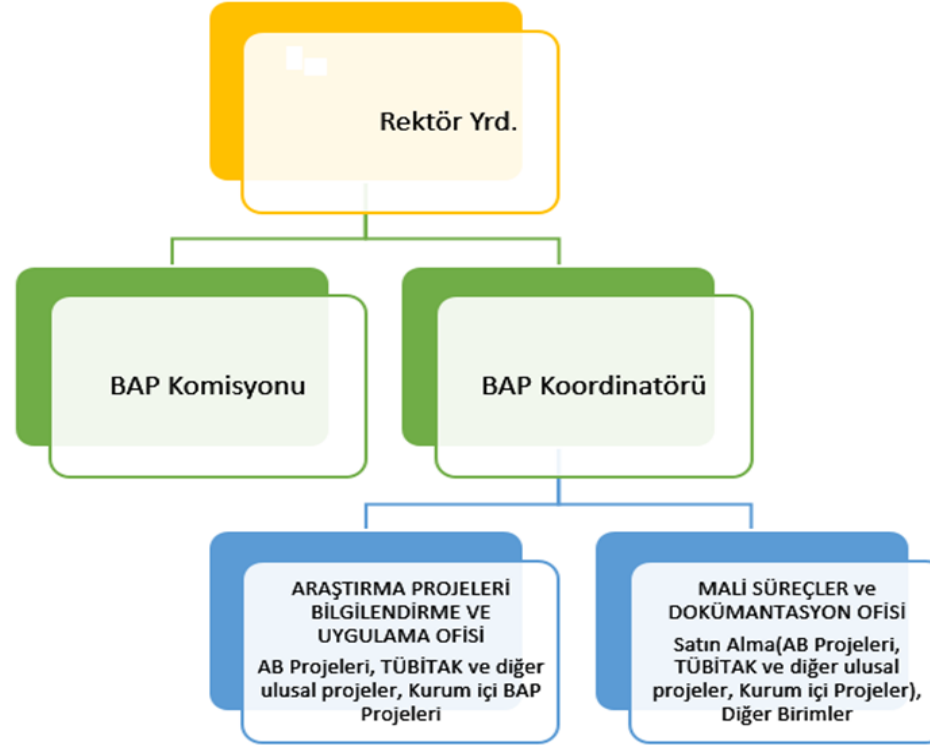 Rektör Yrd.
BAP Komisyonu
BAP Koordinatörü
ARAŞTIRMA PROJELERİ
BİLGİLENDİRME VE
UYGULAMA OFİSİ
AB Projeleri, TÜBİTAK ve diğer
ulusal projeler, Kurum içi BAP
Projeleri
MALİ SÜREÇLER ve
DOKÜMANTASYON OFİSİ
Satın Alma(AB Projeleri,
TÜBİTAK ve diğer ulusal
projeler, Kurum içi Projeler),
Diğer Birimler